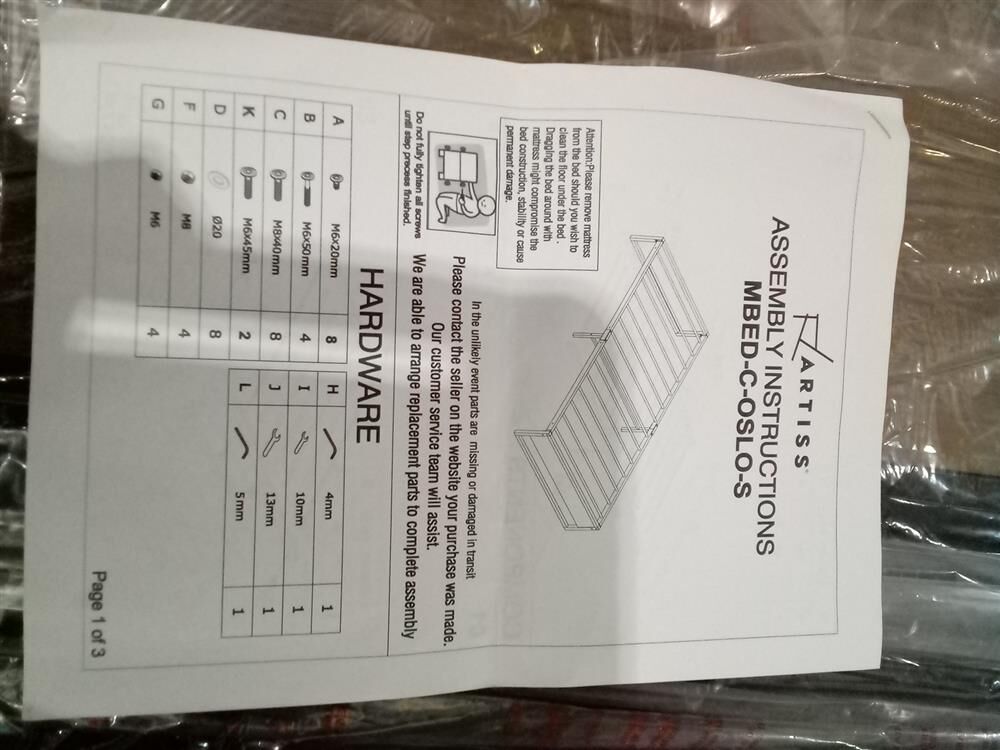 ARTISS®
ASSEMBLY INSTRUCTIONS
MBED-C-OSLO-S
Attention:Please remove mattress
from the bed should you wish to
clean the floor under the bed .
Dragging the bed around with
mattress might compromise the
bed construction, stability or cause
permanent damage.
Do not fully tighten all screws
until step precess finished.
In the unlikely event parts are missing or damaged in transit
Please contact the seller on the website your purchase was made.
Our customer service team will assist.
We are able to arrange replacement parts to complete assembly
HARDWARE
A M6x20mm 8
B M6x50mm 4
C M8x40mm 8
K M6x45mm 2
D Ø20 8
F M8 4
G M6 4
H 4mm 1
I 10mm 1
J 13mm 1
L 5mm 1
Page 1 of 3